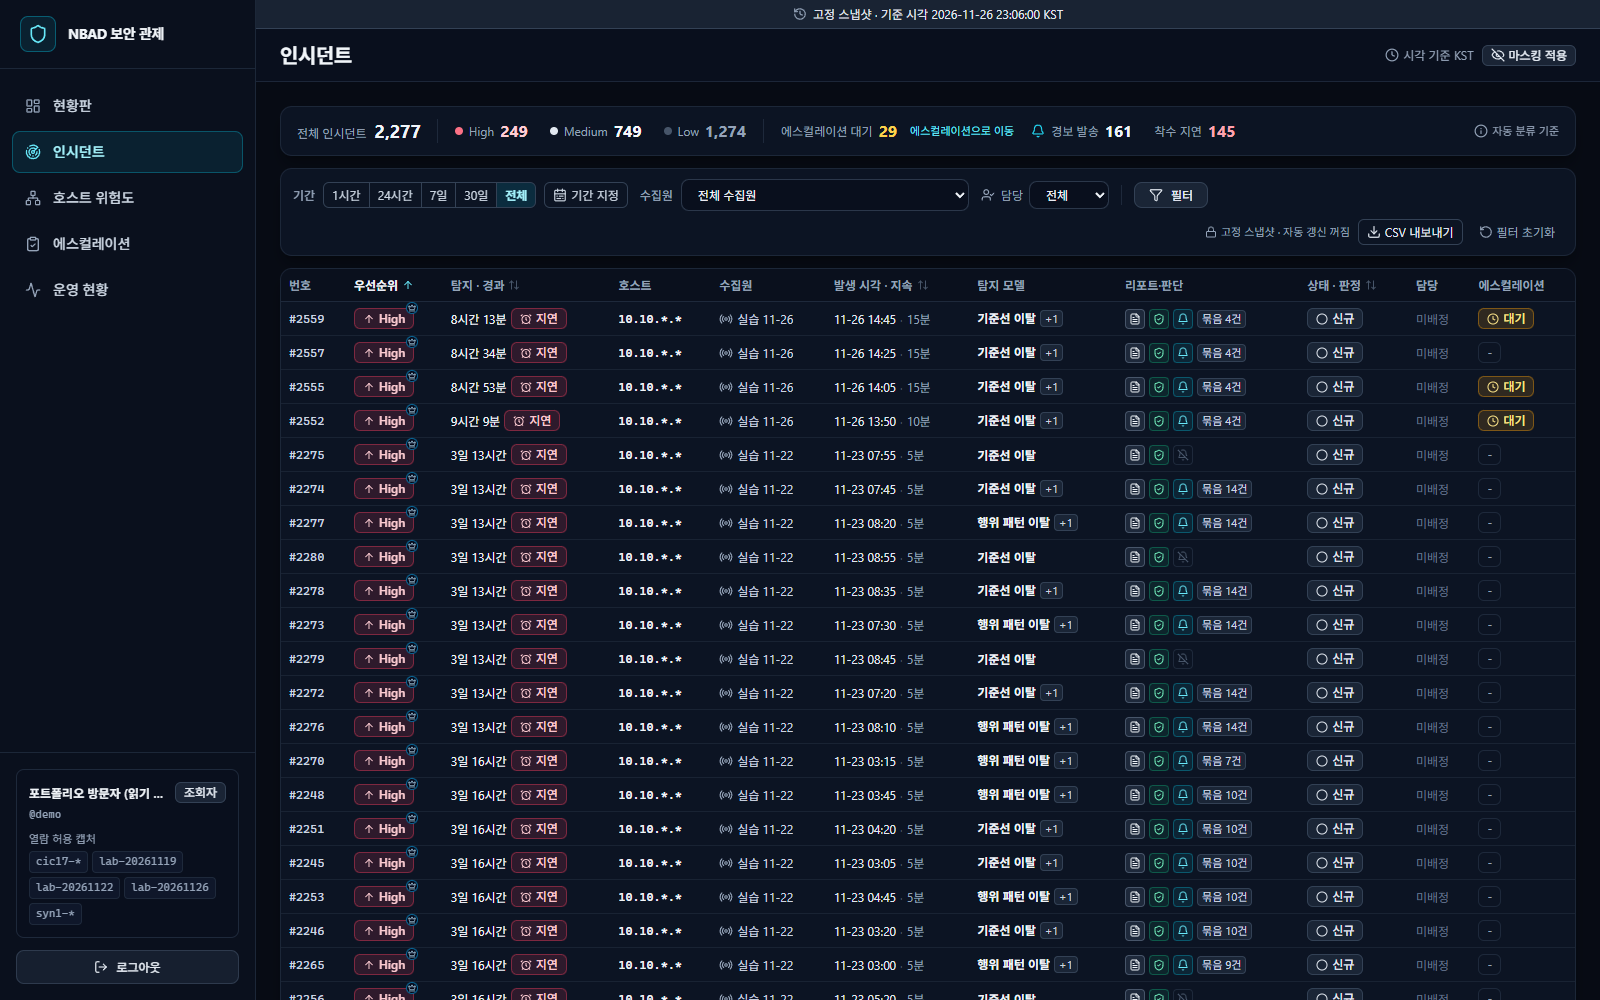 NBAD 보안 관제
현황판
인시던트
호스트 위험도
에스컬레이션
운영 현황
포트폴리오 방문자 (읽기 ... 조회자
@demo
열람 허용 캡처
cic17-* lab-20261119
lab-20261122 lab-20261126
syn1-*
로그아웃
고정 스냅샷 · 기준 시각 2026-11-26 23:06:00 KST
인시던트 시각 기준 KST 마스킹 적용
전체 인시던트 2,277 High 249 Medium 749 Low 1,274 에스컬레이션 대기 29 에스컬레이션으로 이동 경보 발송 161 착수 지연 145 자동 분류 기준
기간 1시간 24시간 7일 30일 전체 기간 지정 수집원 전체 수집원 담당 전체 필터
고정 스냅샷 · 자동 갱신 꺼짐 CSV 내보내기 필터 초기화
번호 우선순위 탐지 · 경과 호스트 수집원 발생 시각 · 지속 탐지 모델 리포트·판단 상태 · 판정 담당 에스컬레이션
#2559 High 8시간 13분 지연 10.10.*.* 실습 11-26 11-26 14:45 · 15분 기준선 이탈 +1 묶음 4건 신규 미배정 대기
#2557 High 8시간 34분 지연 10.10.*.* 실습 11-26 11-26 14:25 · 15분 기준선 이탈 +1 묶음 4건 신규 미배정 -
#2555 High 8시간 53분 지연 10.10.*.* 실습 11-26 11-26 14:05 · 15분 기준선 이탈 +1 묶음 4건 신규 미배정 대기
#2552 High 9시간 9분 지연 10.10.*.* 실습 11-26 11-26 13:50 · 10분 기준선 이탈 +1 묶음 4건 신규 미배정 대기
#2275 High 3일 13시간 지연 10.10.*.* 실습 11-22 11-23 07:55 · 5분 기준선 이탈 신규 미배정 -
#2274 High 3일 13시간 지연 10.10.*.* 실습 11-22 11-23 07:45 · 5분 기준선 이탈 +1 묶음 14건 신규 미배정 -
#2277 High 3일 13시간 지연 10.10.*.* 실습 11-22 11-23 08:20 · 5분 행위 패턴 이탈 +1 묶음 14건 신규 미배정 -
#2280 High 3일 13시간 지연 10.10.*.* 실습 11-22 11-23 08:55 · 5분 기준선 이탈 신규 미배정 -
#2278 High 3일 13시간 지연 10.10.*.* 실습 11-22 11-23 08:35 · 5분 기준선 이탈 +1 묶음 14건 신규 미배정 -
#2273 High 3일 13시간 지연 10.10.*.* 실습 11-22 11-23 07:30 · 5분 행위 패턴 이탈 +1 묶음 14건 신규 미배정 -
#2279 High 3일 13시간 지연 10.10.*.* 실습 11-22 11-23 08:45 · 5분 기준선 이탈 신규 미배정 -
#2272 High 3일 13시간 지연 10.10.*.* 실습 11-22 11-23 07:20 · 5분 기준선 이탈 +1 묶음 14건 신규 미배정 -
#2276 High 3일 13시간 지연 10.10.*.* 실습 11-22 11-23 08:10 · 5분 행위 패턴 이탈 +1 묶음 14건 신규 미배정 -
#2270 High 3일 16시간 지연 10.10.*.* 실습 11-22 11-23 03:15 · 5분 행위 패턴 이탈 +1 묶음 7건 신규 미배정 -
#2248 High 3일 16시간 지연 10.10.*.* 실습 11-22 11-23 03:45 · 5분 행위 패턴 이탈 +1 묶음 10건 신규 미배정 -
#2251 High 3일 16시간 지연 10.10.*.* 실습 11-22 11-23 04:20 · 5분 기준선 이탈 +1 묶음 10건 신규 미배정 -
#2245 High 3일 16시간 지연 10.10.*.* 실습 11-22 11-23 03:05 · 5분 기준선 이탈 +1 묶음 10건 신규 미배정 -
#2253 High 3일 16시간 지연 10.10.*.* 실습 11-22 11-23 04:45 · 5분 행위 패턴 이탈 +1 묶음 10건 신규 미배정 -
#2246 High 3일 16시간 지연 10.10.*.* 실습 11-22 11-23 03:20 · 5분 기준선 이탈 +1 묶음 10건 신규 미배정 -
#2265 High 3일 16시간 지연 10.10.*.* 실습 11-22 11-23 03:00 · 5분 행위 패턴 이탈 +1 묶음 9건 신규 미배정 -
#2256 High 3일 16시간 지연 10.10.*.* 실습 11-22 11-23 05:20 · 5분 기준선 이탈 신규 미배정